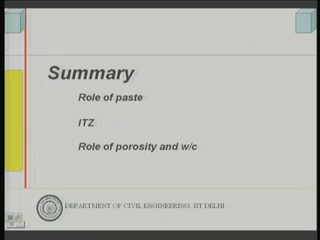 Summary
Role of paste
ITZ
Role of porosity and w/c
DEPARTMENT OF CIVIL ENGINEERING, IIT DELHI